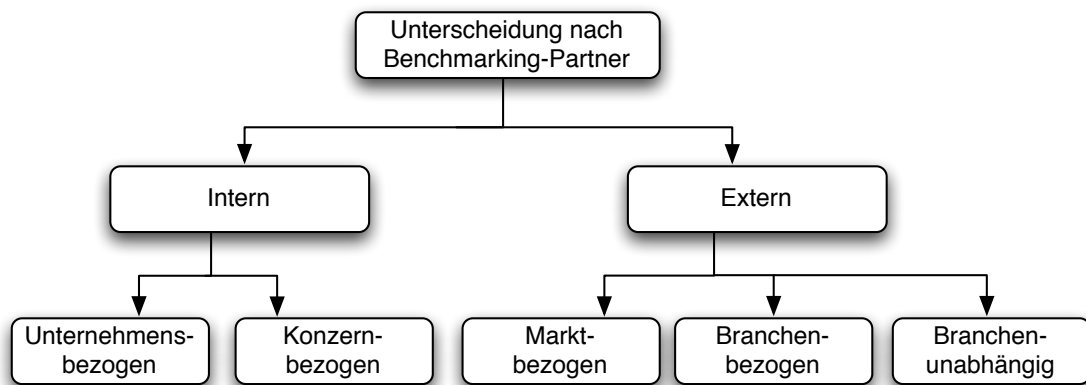 Unterscheidung nach
Benchmarking-Partner
Intern
Extern
Unternehmens-
bezogen
Konzern-
bezogen
Markt-
bezogen
Branchen-
bezogen
Branchen-
unabhängig